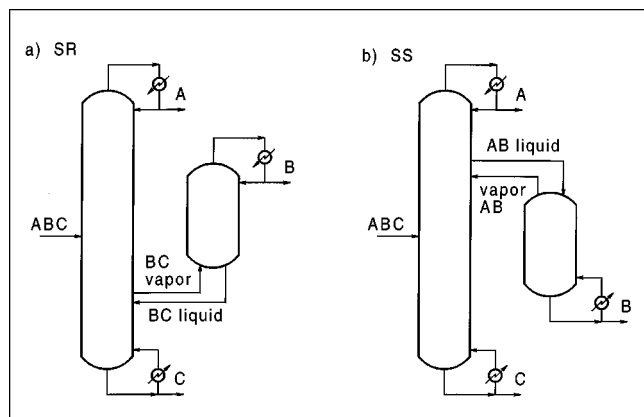 a) SR
A
B
ABC
BC
vapor
BC liquid
C
b) SS
A
AB liquid
vapor
AB
ABC
B
C